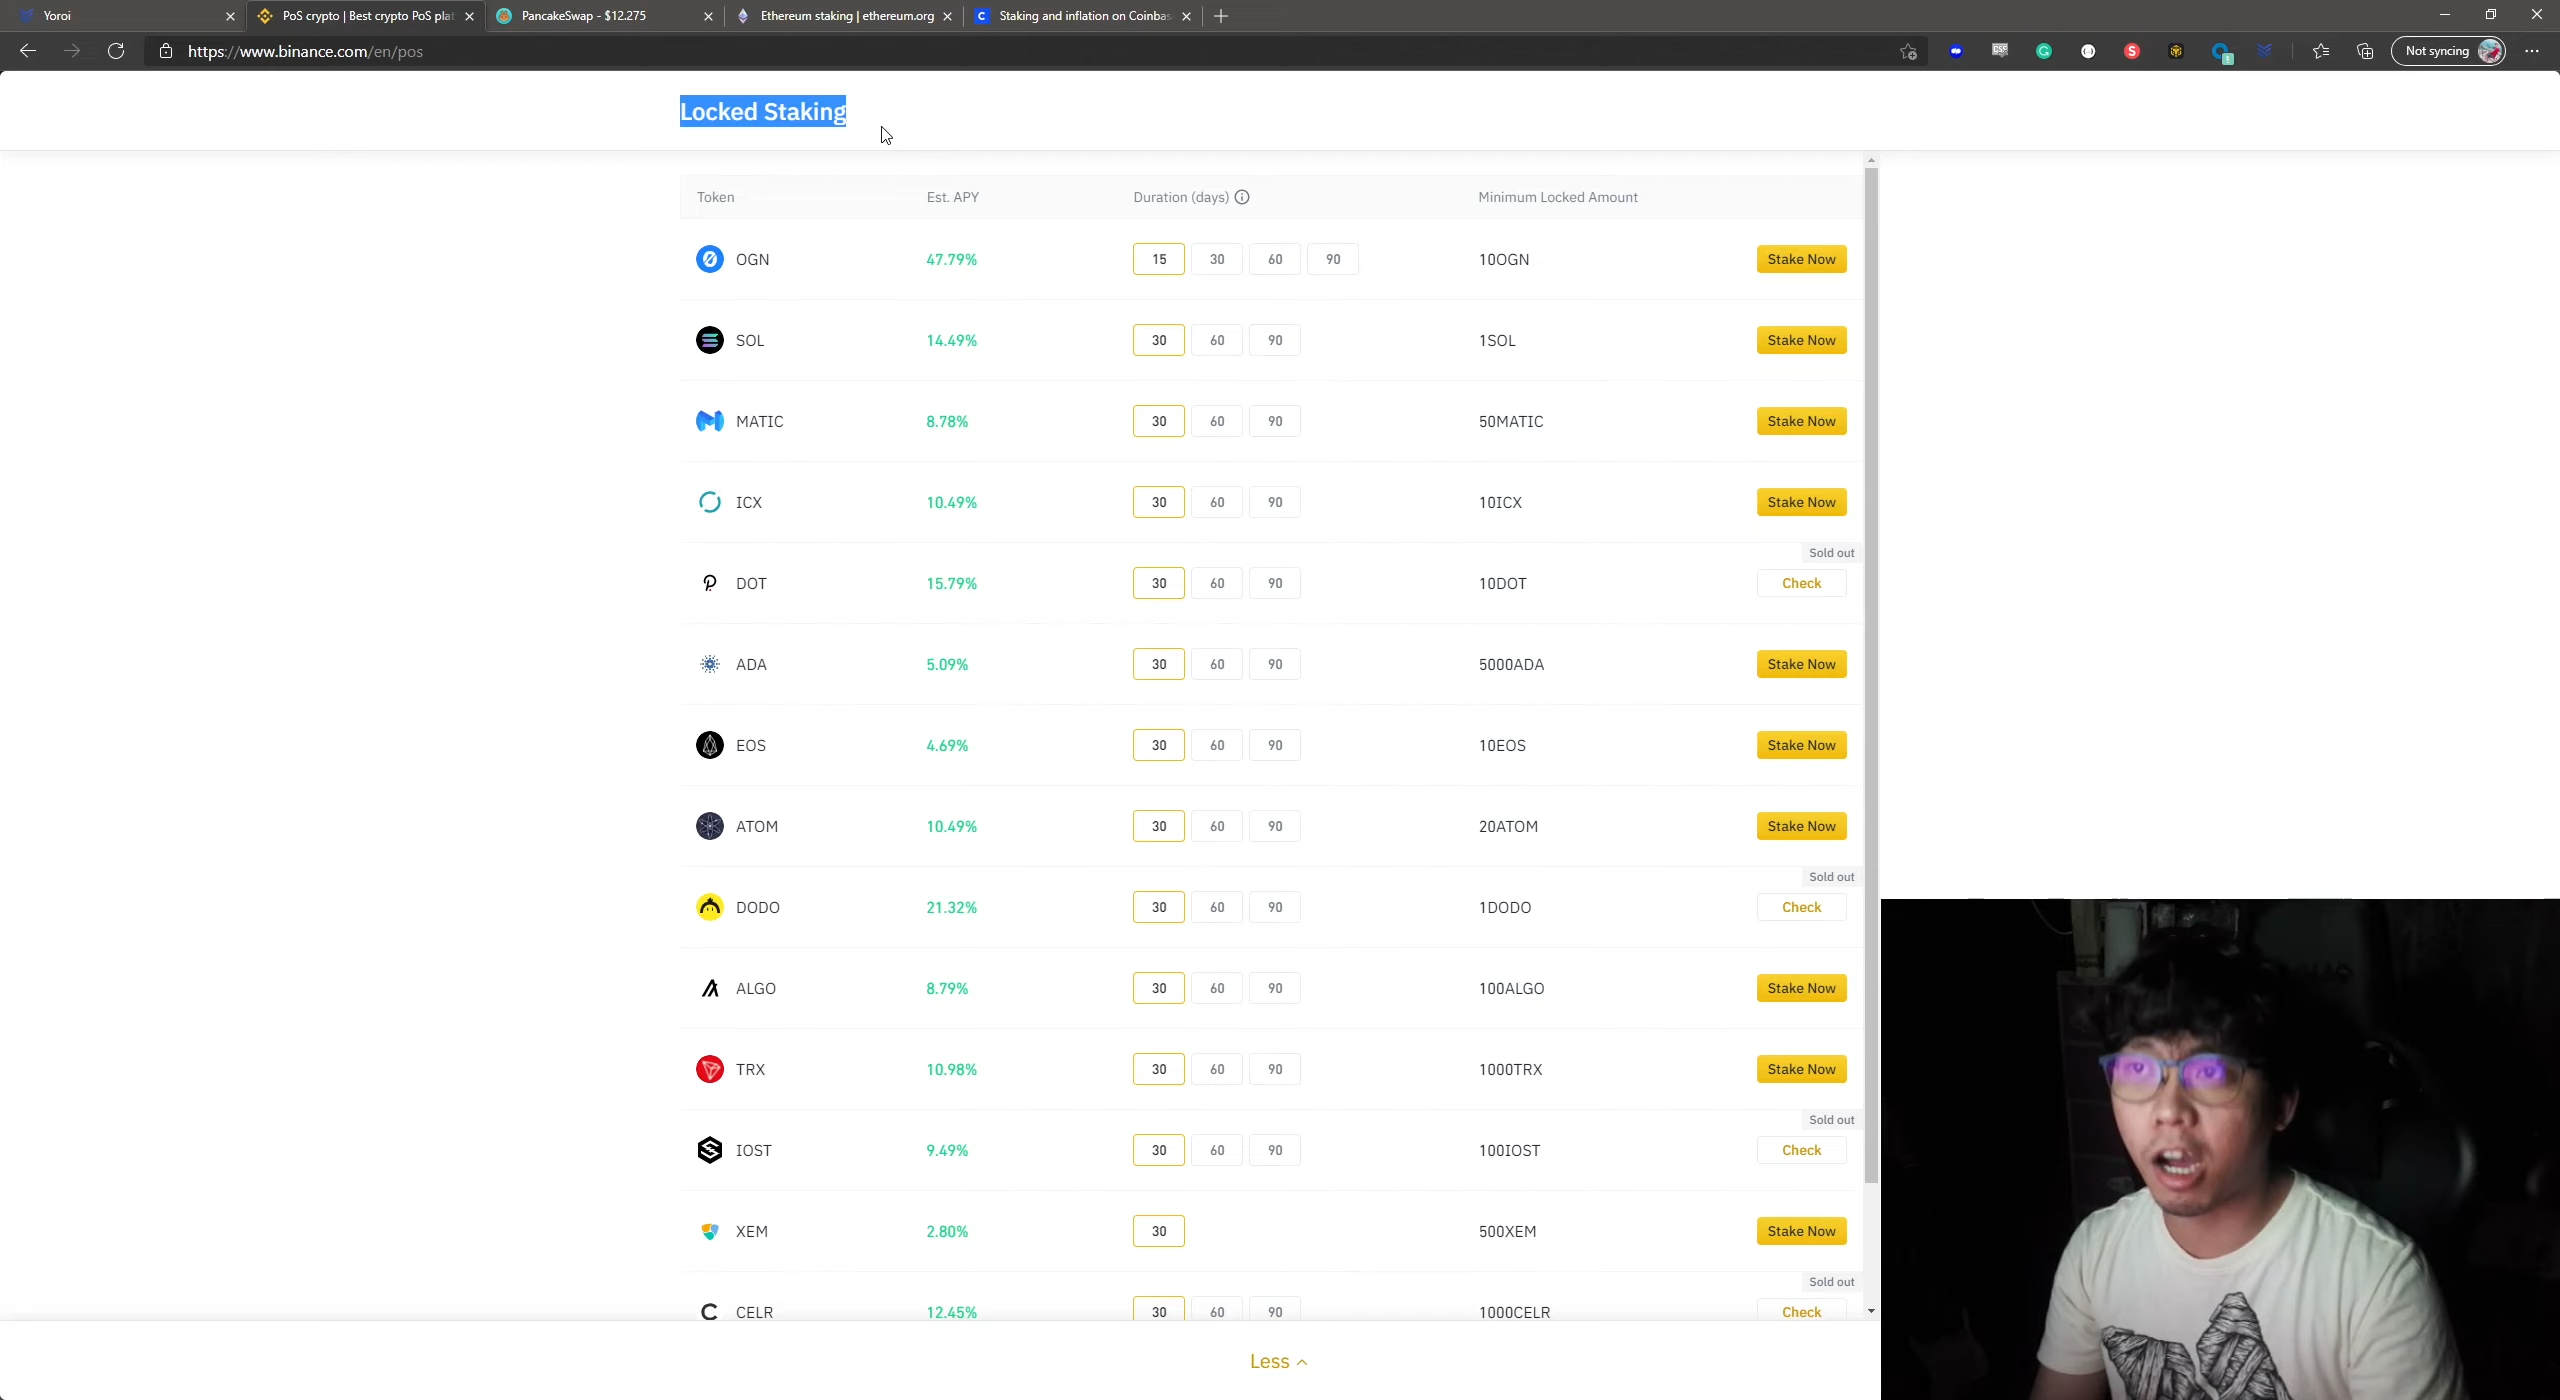 Yoroi
PoS crypto | Best crypto PoS plat
PancakeSwap - $12.275
Ethereum staking | ethereum.org
Staking and inflation on Coinbas
https://www.binance.com/en/pos
Not syncing
Locked Staking
Token Est. APY Duration (days) Minimum Locked Amount
OGN 47.79% 15 30 60 90 10OGN Stake Now
SOL 14.49% 30 60 90 1SOL Stake Now
MATIC 8.78% 30 60 90 50MATIC Stake Now
ICX 10.49% 30 60 90 10ICX Stake Now
Sold out
DOT 15.79% 30 60 90 10DOT Check
ADA 5.09% 30 60 90 5000ADA Stake Now
EOS 4.69% 30 60 90 10EOS Stake Now
ATOM 10.49% 30 60 90 20ATOM Stake Now
Sold out
DODO 21.32% 30 60 90 1DODO Check
ALGO 8.79% 30 60 90 100ALGO Stake Now
TRX 10.98% 30 60 90 1000TRX Stake Now
Sold out
IOST 9.49% 30 60 90 100IOST Check
XEM 2.80% 30 500XEM Stake Now
Sold out
CELR 12.45% 30 60 90 1000CELR Check
Less